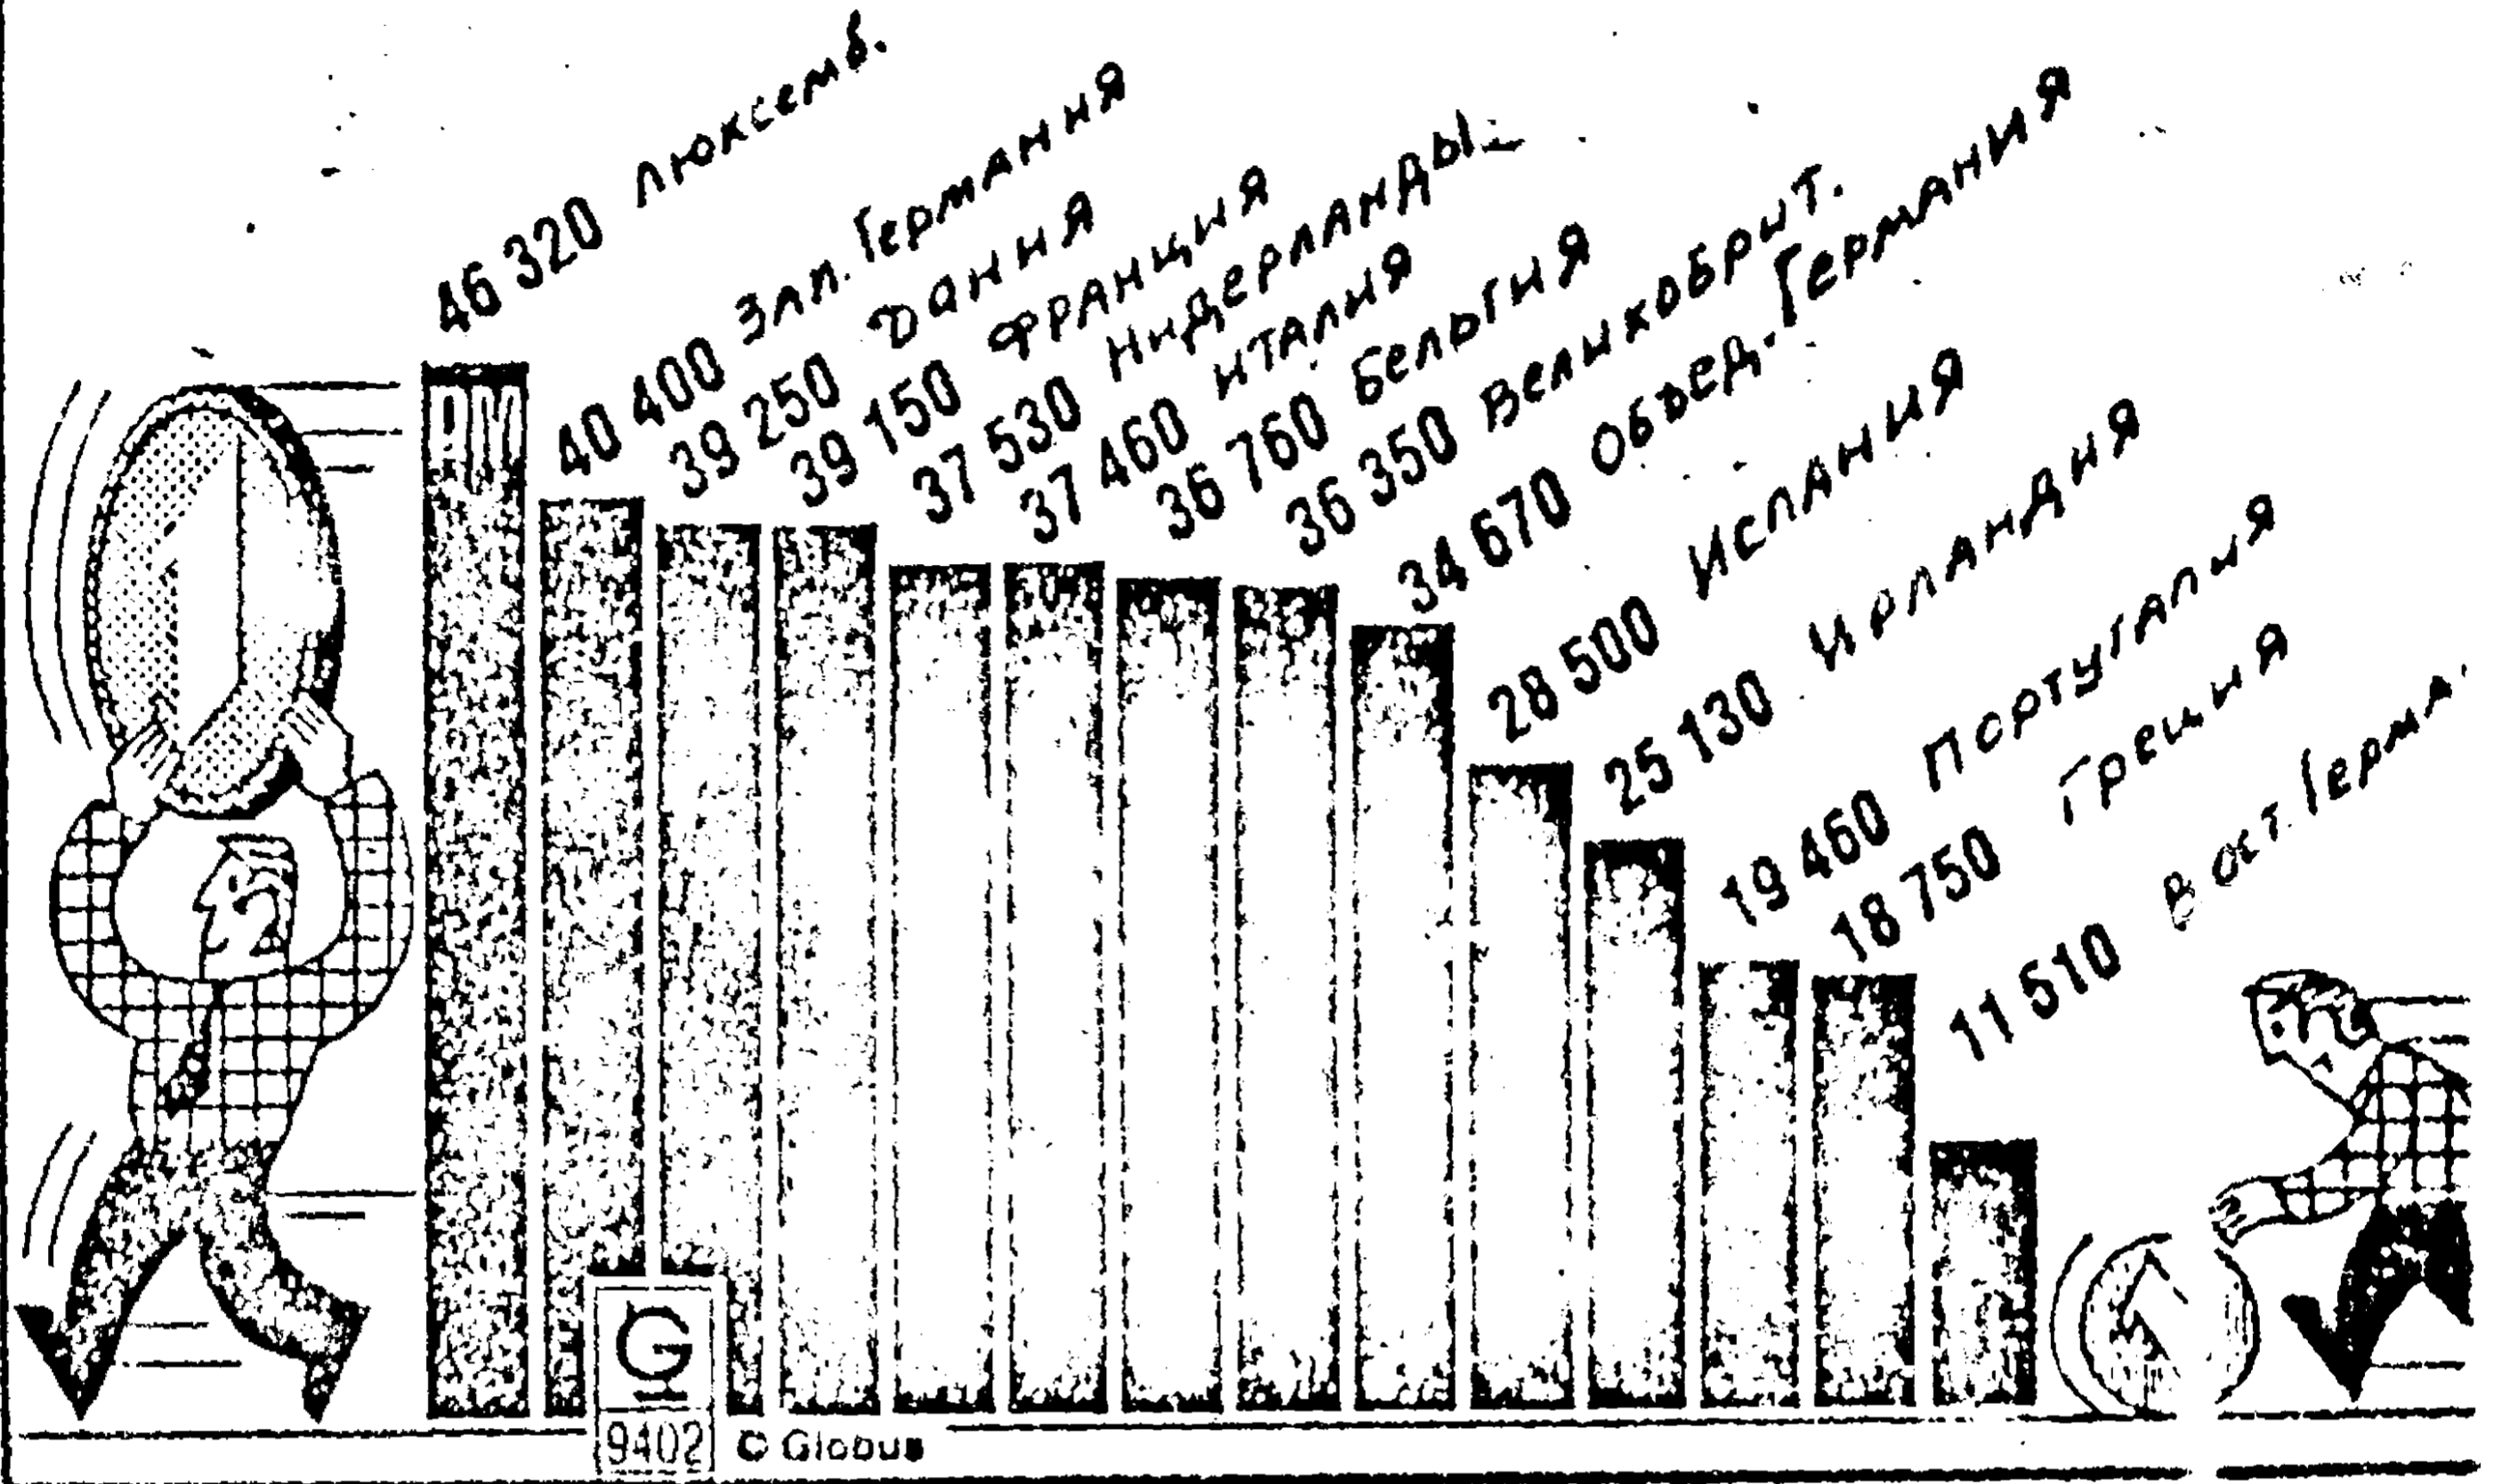 46 320 люксемб.
40 400 Зап. Германия
39 250 Дания
39 150 Франция
37 530 Нидерланды
37 460 Италия
36 760 Бельгия
36 350 Великобрит.
34 670 Объед. Германия
28 500 Испания
25 130 Ирландия
19 460 Португалия
18 750 Греция
11 510 Вост. Герма.
G
9402 © Globus